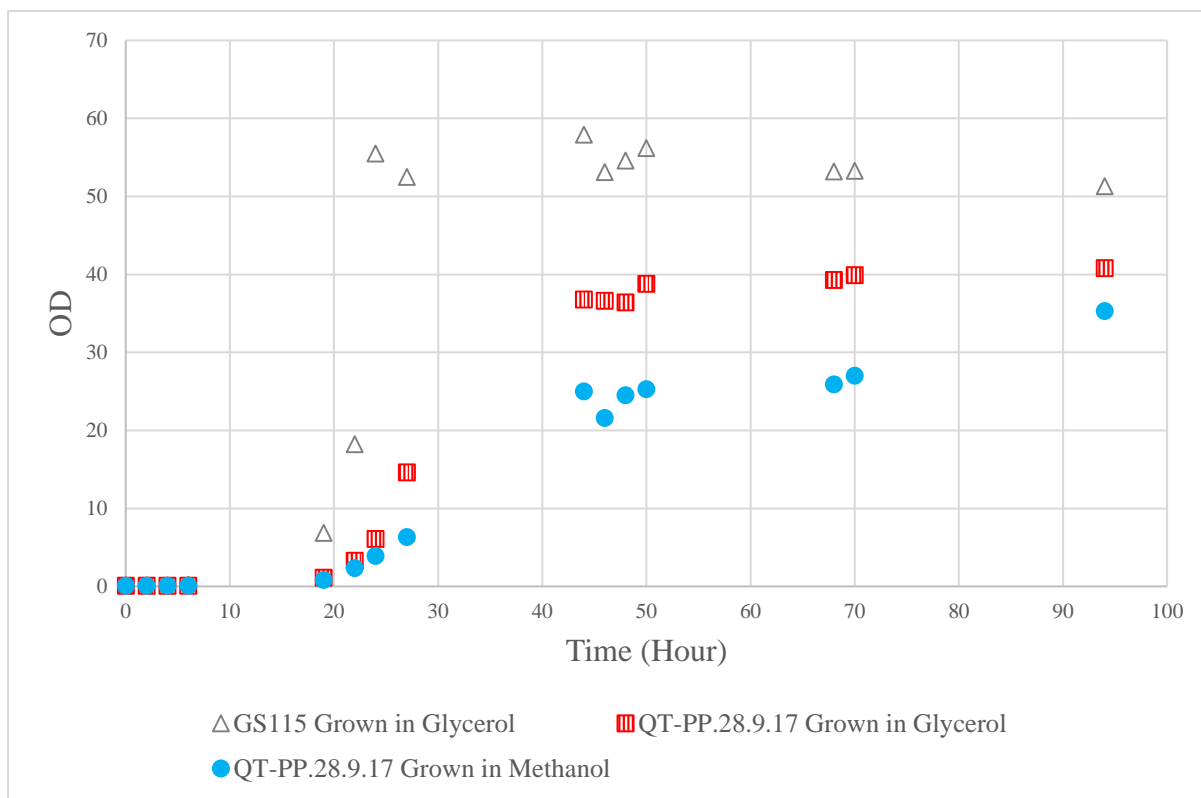 70
60
50
40
30
20
10
0
OD
0 10 20 30 40 50 60 70 80 90 100
Time (Hour)
GS115 Grown in Glycerol QT-PP.28.9.17 Grown in Glycerol
QT-PP.28.9.17 Grown in Methanol